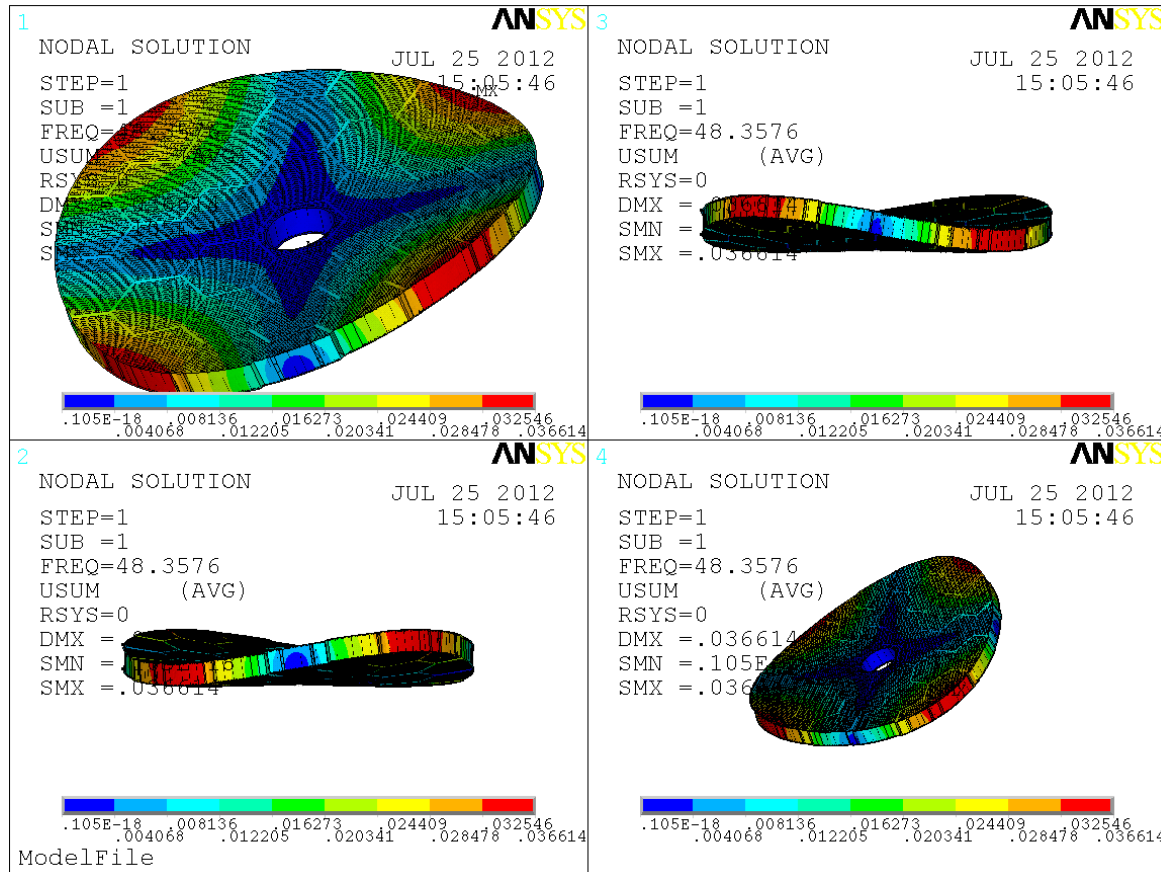 1
ANSYS
NODAL SOLUTION
JUL 25 2012
15:05:46
STEP=1
SUB =1
FREQ=48.3576
USUM (AVG)
MX
.105E-18 .004068 .008136 .012205 .016273 .020341 .024409 .028478 .032546 .036614
3
ANSYS
NODAL SOLUTION
JUL 25 2012
15:05:46
STEP=1
SUB =1
FREQ=48.3576
USUM (AVG)
RSYS=0
DMX =.036614
SMN =
SMX =.036614
.105E-18 .004068 .008136 .012205 .016273 .020341 .024409 .028478 .032546 .036614
2
ANSYS
NODAL SOLUTION
JUL 25 2012
15:05:46
STEP=1
SUB =1
FREQ=48.3576
USUM (AVG)
RSYS=0
DMX =
SMN =
SMX =.036614
.105E-18 .004068 .008136 .012205 .016273 .020341 .024409 .028478 .032546 .036614
ModelFile
4
ANSYS
NODAL SOLUTION
JUL 25 2012
15:05:46
STEP=1
SUB =1
FREQ=48.3576
USUM (AVG)
RSYS=0
DMX =.036614
SMN =.105E
SMX =.036
.105E-18 .004068 .008136 .012205 .016273 .020341 .024409 .028478 .032546 .036614